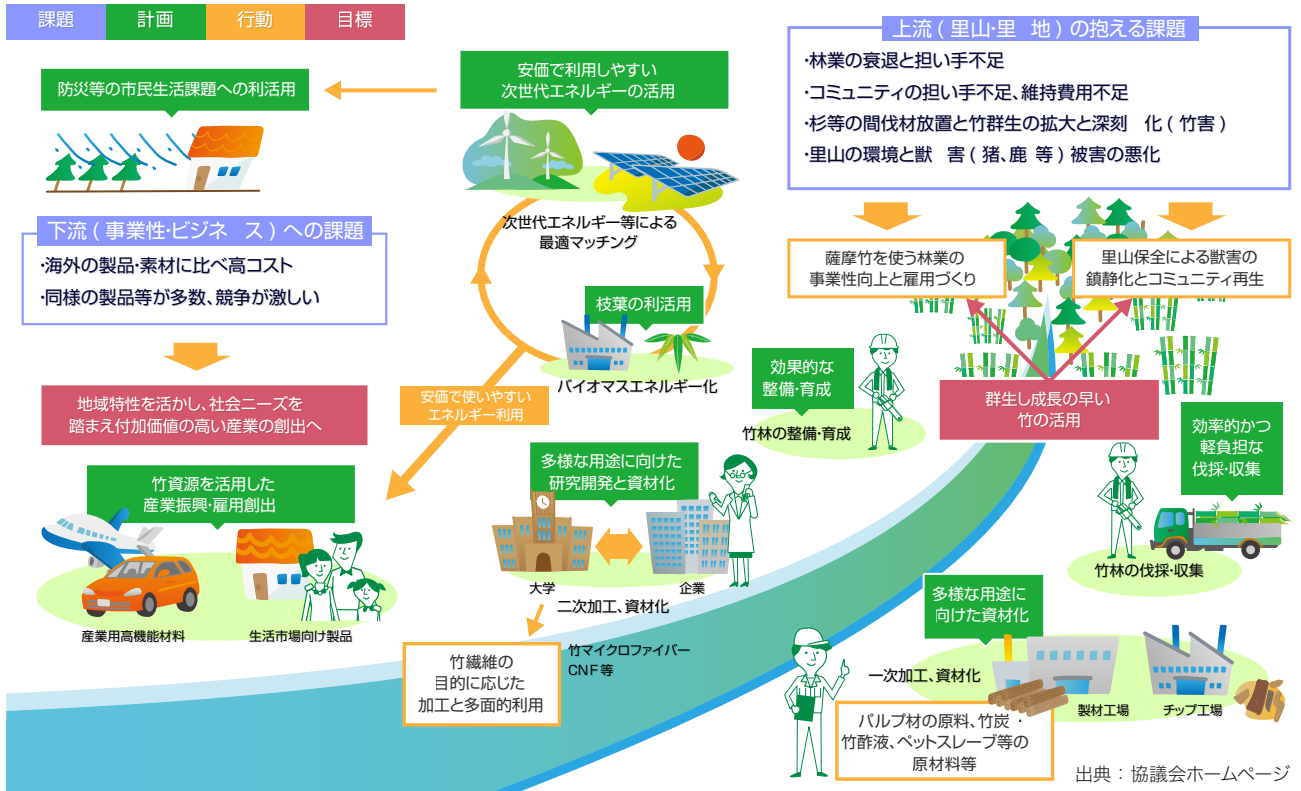 課題
計画
行動
目標
防災等の市民生活課題への利活用
安価で利用しやすい
次世代エネルギーの活用
次世代エネルギー等による
最適マッチング
枝葉の利活用
バイオマスエネルギー化
安価で使いやすい
エネルギー利用
上流(里山・里 地)の抱える課題
・林業の衰退と担い手不足
・コミュニティの担い手不足、維持費用不足
・杉等の間伐材放置と竹群生の拡大と深刻 化(竹害)
・里山の環境と獣 害(猪、鹿 等)被害の悪化
薩摩竹を使う林業の
事業性向上と雇用づくり
里山保全による獣害の
鎮静化とコミュニティ再生
群生し成長の早い
竹の活用
下流(事業性・ビジネ ス)への課題
・海外の製品・素材に比べ高コスト
・同様の製品等が多数、競争が激しい
地域特性を活かし、社会ニーズを
踏まえ付加価値の高い産業の創出へ
竹資源を活用した
産業振興・雇用創出
産業用高機能材料
生活市場向け製品
効果的な
整備・育成
竹林の整備・育成
効率的かつ
軽負担な
伐採・収集
竹林の伐採・収集
多様な用途に向けた
研究開発と資材化
大学
企業
二次加工、資材化
竹マイクロファイバー
CNF等
竹繊維の
目的に応じた
加工と多面的利用
多様な用途に
向けた資材化
一次加工、資材化
製材工場
チップ工場
パルプ材の原料、竹炭・
竹酢液、ペットスレーブ等の
原材料等
出典：協議会ホームページ